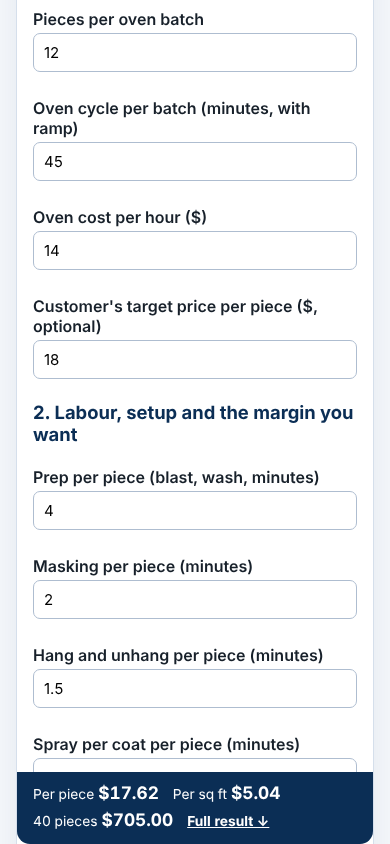 Pieces per oven batch
12
Oven cycle per batch (minutes, with
ramp)
45
Oven cost per hour ($)
14
Customer's target price per piece ($,
optional)
18
2. Labour, setup and the margin you
want
Prep per piece (blast, wash, minutes)
4
Masking per piece (minutes)
2
Hang and unhang per piece (minutes)
1.5
Spray per coat per piece (minutes)
Per piece $17.62 Per sq ft $5.04
40 pieces $705.00 Full result ↓